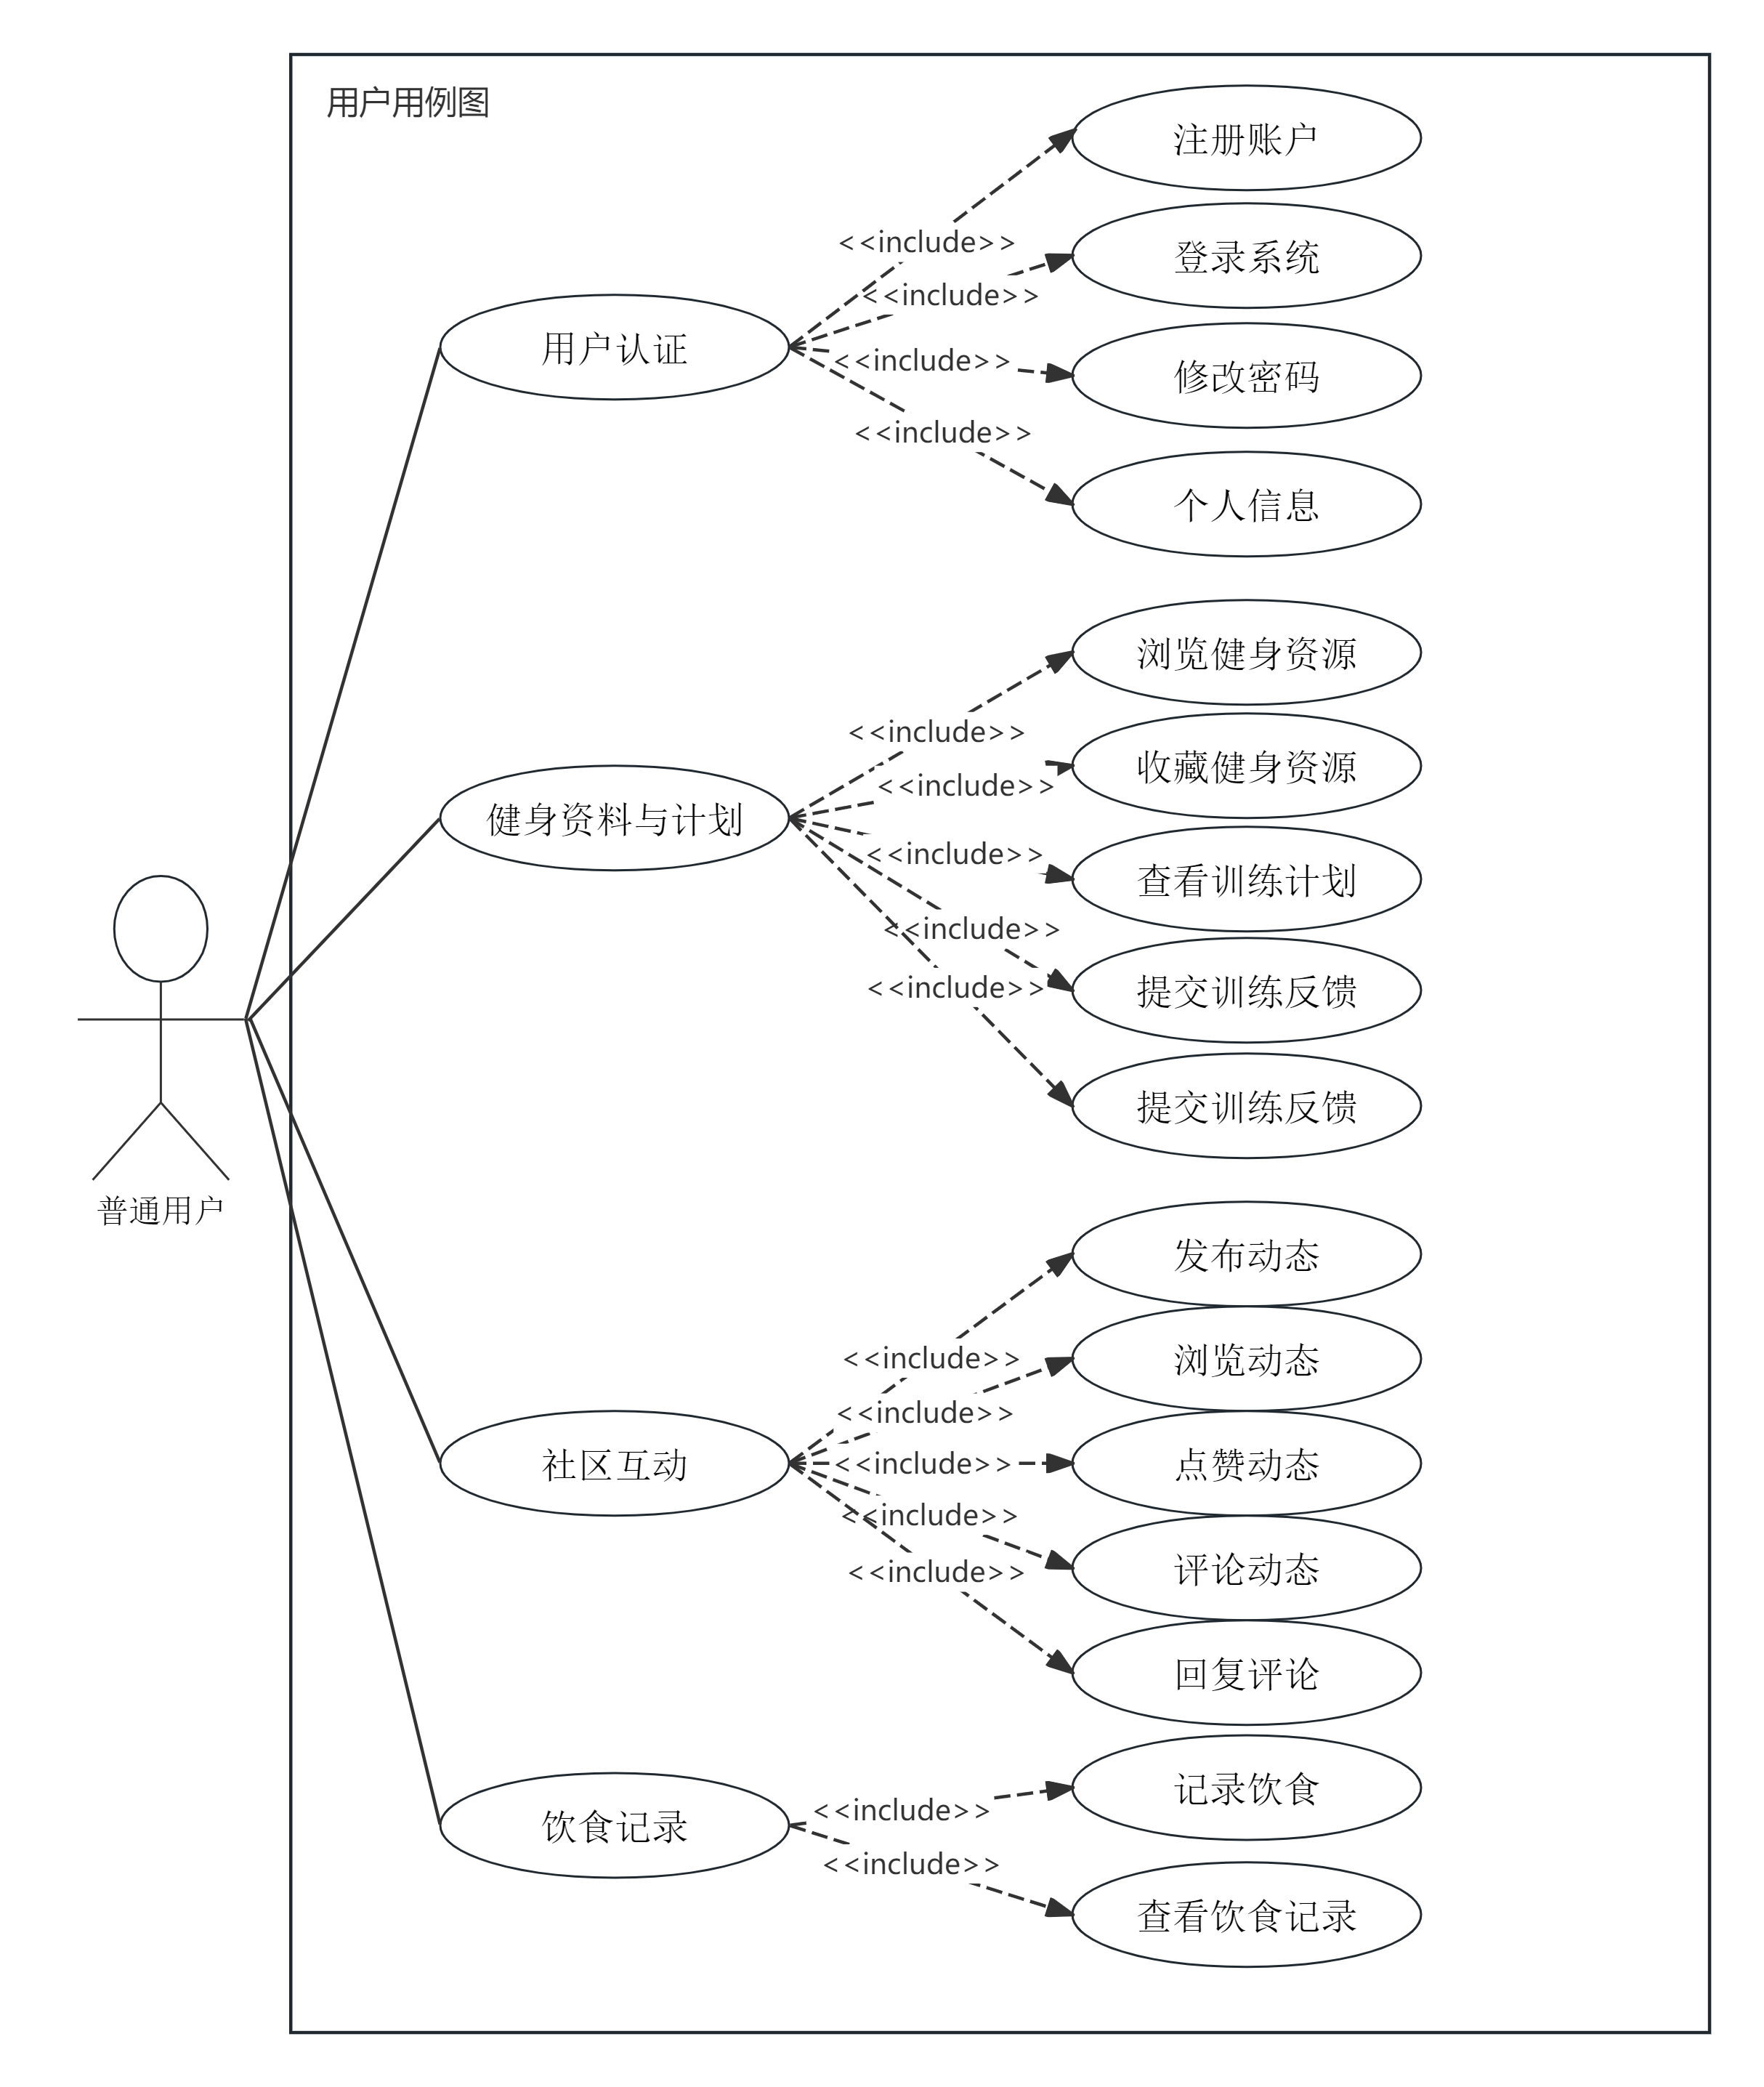 用户用例图
注册账户
<<include>>
登录系统
<<include>>
用户认证
<<include>>
修改密码
<<include>>
个人信息
浏览健身资源
<<include>>
收藏健身资源
<<include>>
健身资料与计划
<<include>>
查看训练计划
<<include>>
提交训练反馈
<<include>>
提交训练反馈
普通用户
发布动态
<<include>>
浏览动态
<<include>>
社区互动
<<include>>
点赞动态
<<include>>
评论动态
<<include>>
回复评论
记录饮食
<<include>>
饮食记录
<<include>>
查看饮食记录